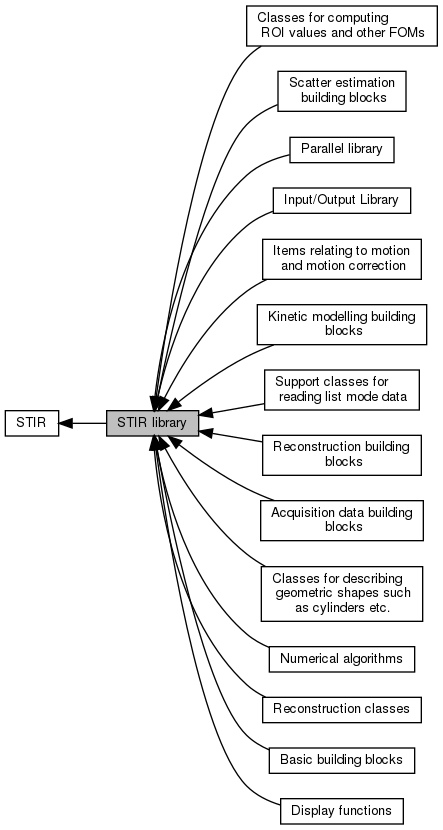 Classes for computing
ROI values and other FOMs
Scatter estimation
building blocks
Parallel library
Input/Output Library
Items relating to motion
and motion correction
Kinetic modelling building
blocks
Support classes for
reading list mode data
STIR
STIR library
Reconstruction building
blocks
Acquisition data building
blocks
Classes for describing
geometric shapes such
as cylinders etc.
Numerical algorithms
Reconstruction classes
Basic building blocks
Display functions